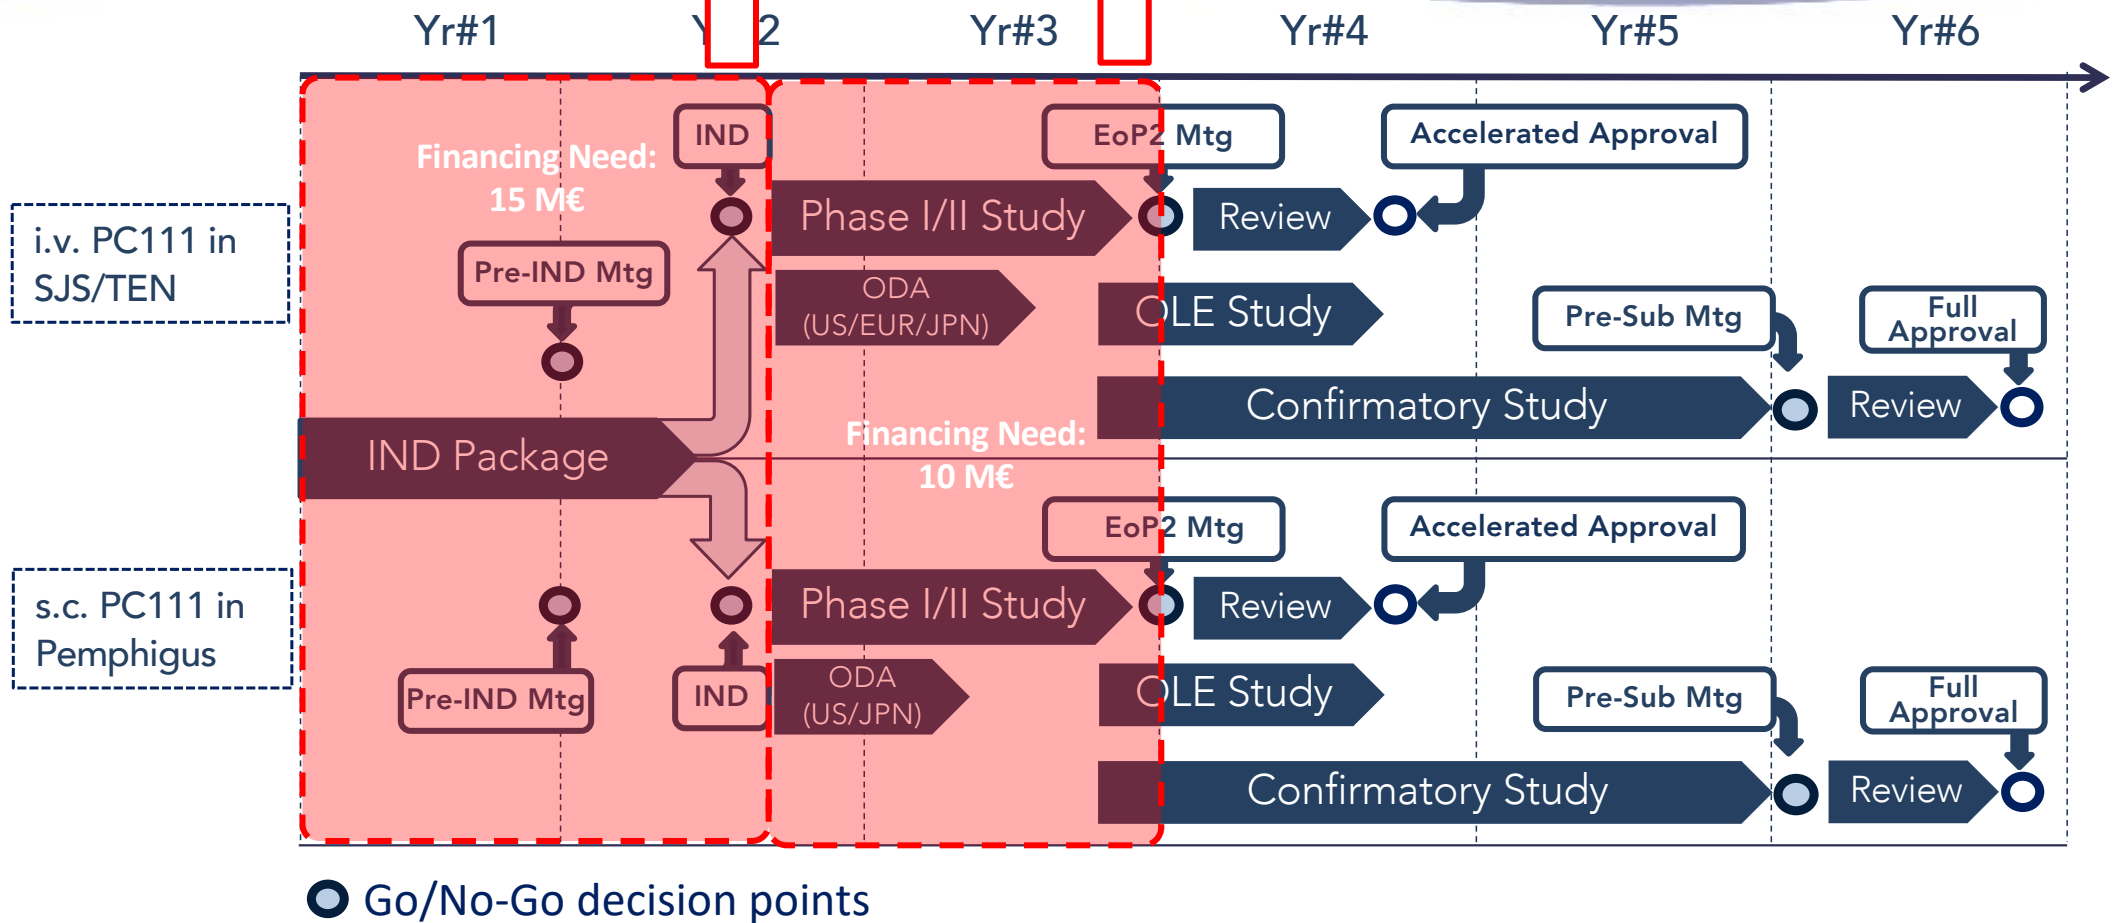 Yr#1
Y 2
Yr#3
Yr#4
Yr#5
Yr#6
i.v. PC111 in
SJS/TEN
Financing Need:
15 M€
IND
Pre-IND Mtg
IND Package
EoP2 Mtg
Accelerated Approval
Phase I/II Study
Review
ODA
(US/EUR/JPN)
OLE Study
Pre-Sub Mtg
Full
Approval
Confirmatory Study
Review
Financing Need:
10 M€
s.c. PC111 in
Pemphigus
Pre-IND Mtg
IND
EoP2 Mtg
Accelerated Approval
Phase I/II Study
Review
ODA
(US/JPN)
OLE Study
Pre-Sub Mtg
Full
Approval
Confirmatory Study
Review
Go/No-Go decision points